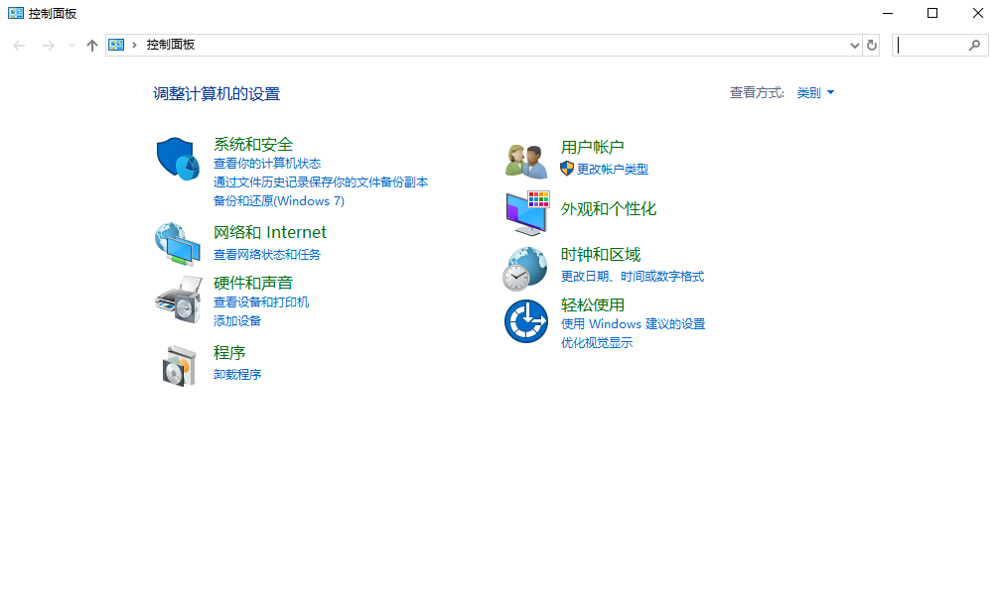 控制面板
控制面板
调整计算机的设置
查看方式: 类别
系统和安全
查看你的计算机状态
通过文件历史记录保存你的文件备份副本
备份和还原(Windows 7)
网络和 Internet
查看网络状态和任务
硬件和声音
查看设备和打印机
添加设备
程序
卸载程序
用户帐户
更改帐户类型
外观和个性化
时钟和区域
更改日期、时间或数字格式
轻松使用
使用 Windows 建议的设置
优化视觉显示